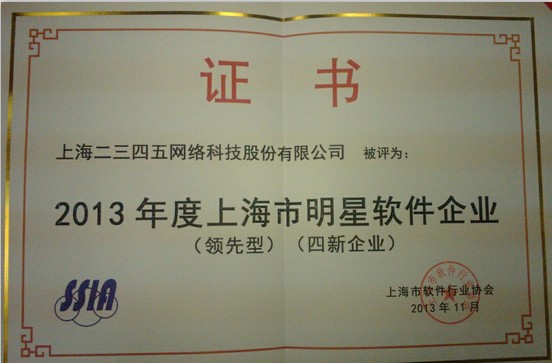 证书
上海二三四五网络科技股份有限公司 被评为：
2013年度上海市明星软件企业
（领先型）（四新企业）
SSIA
上海市软件行业协会
2013年11月